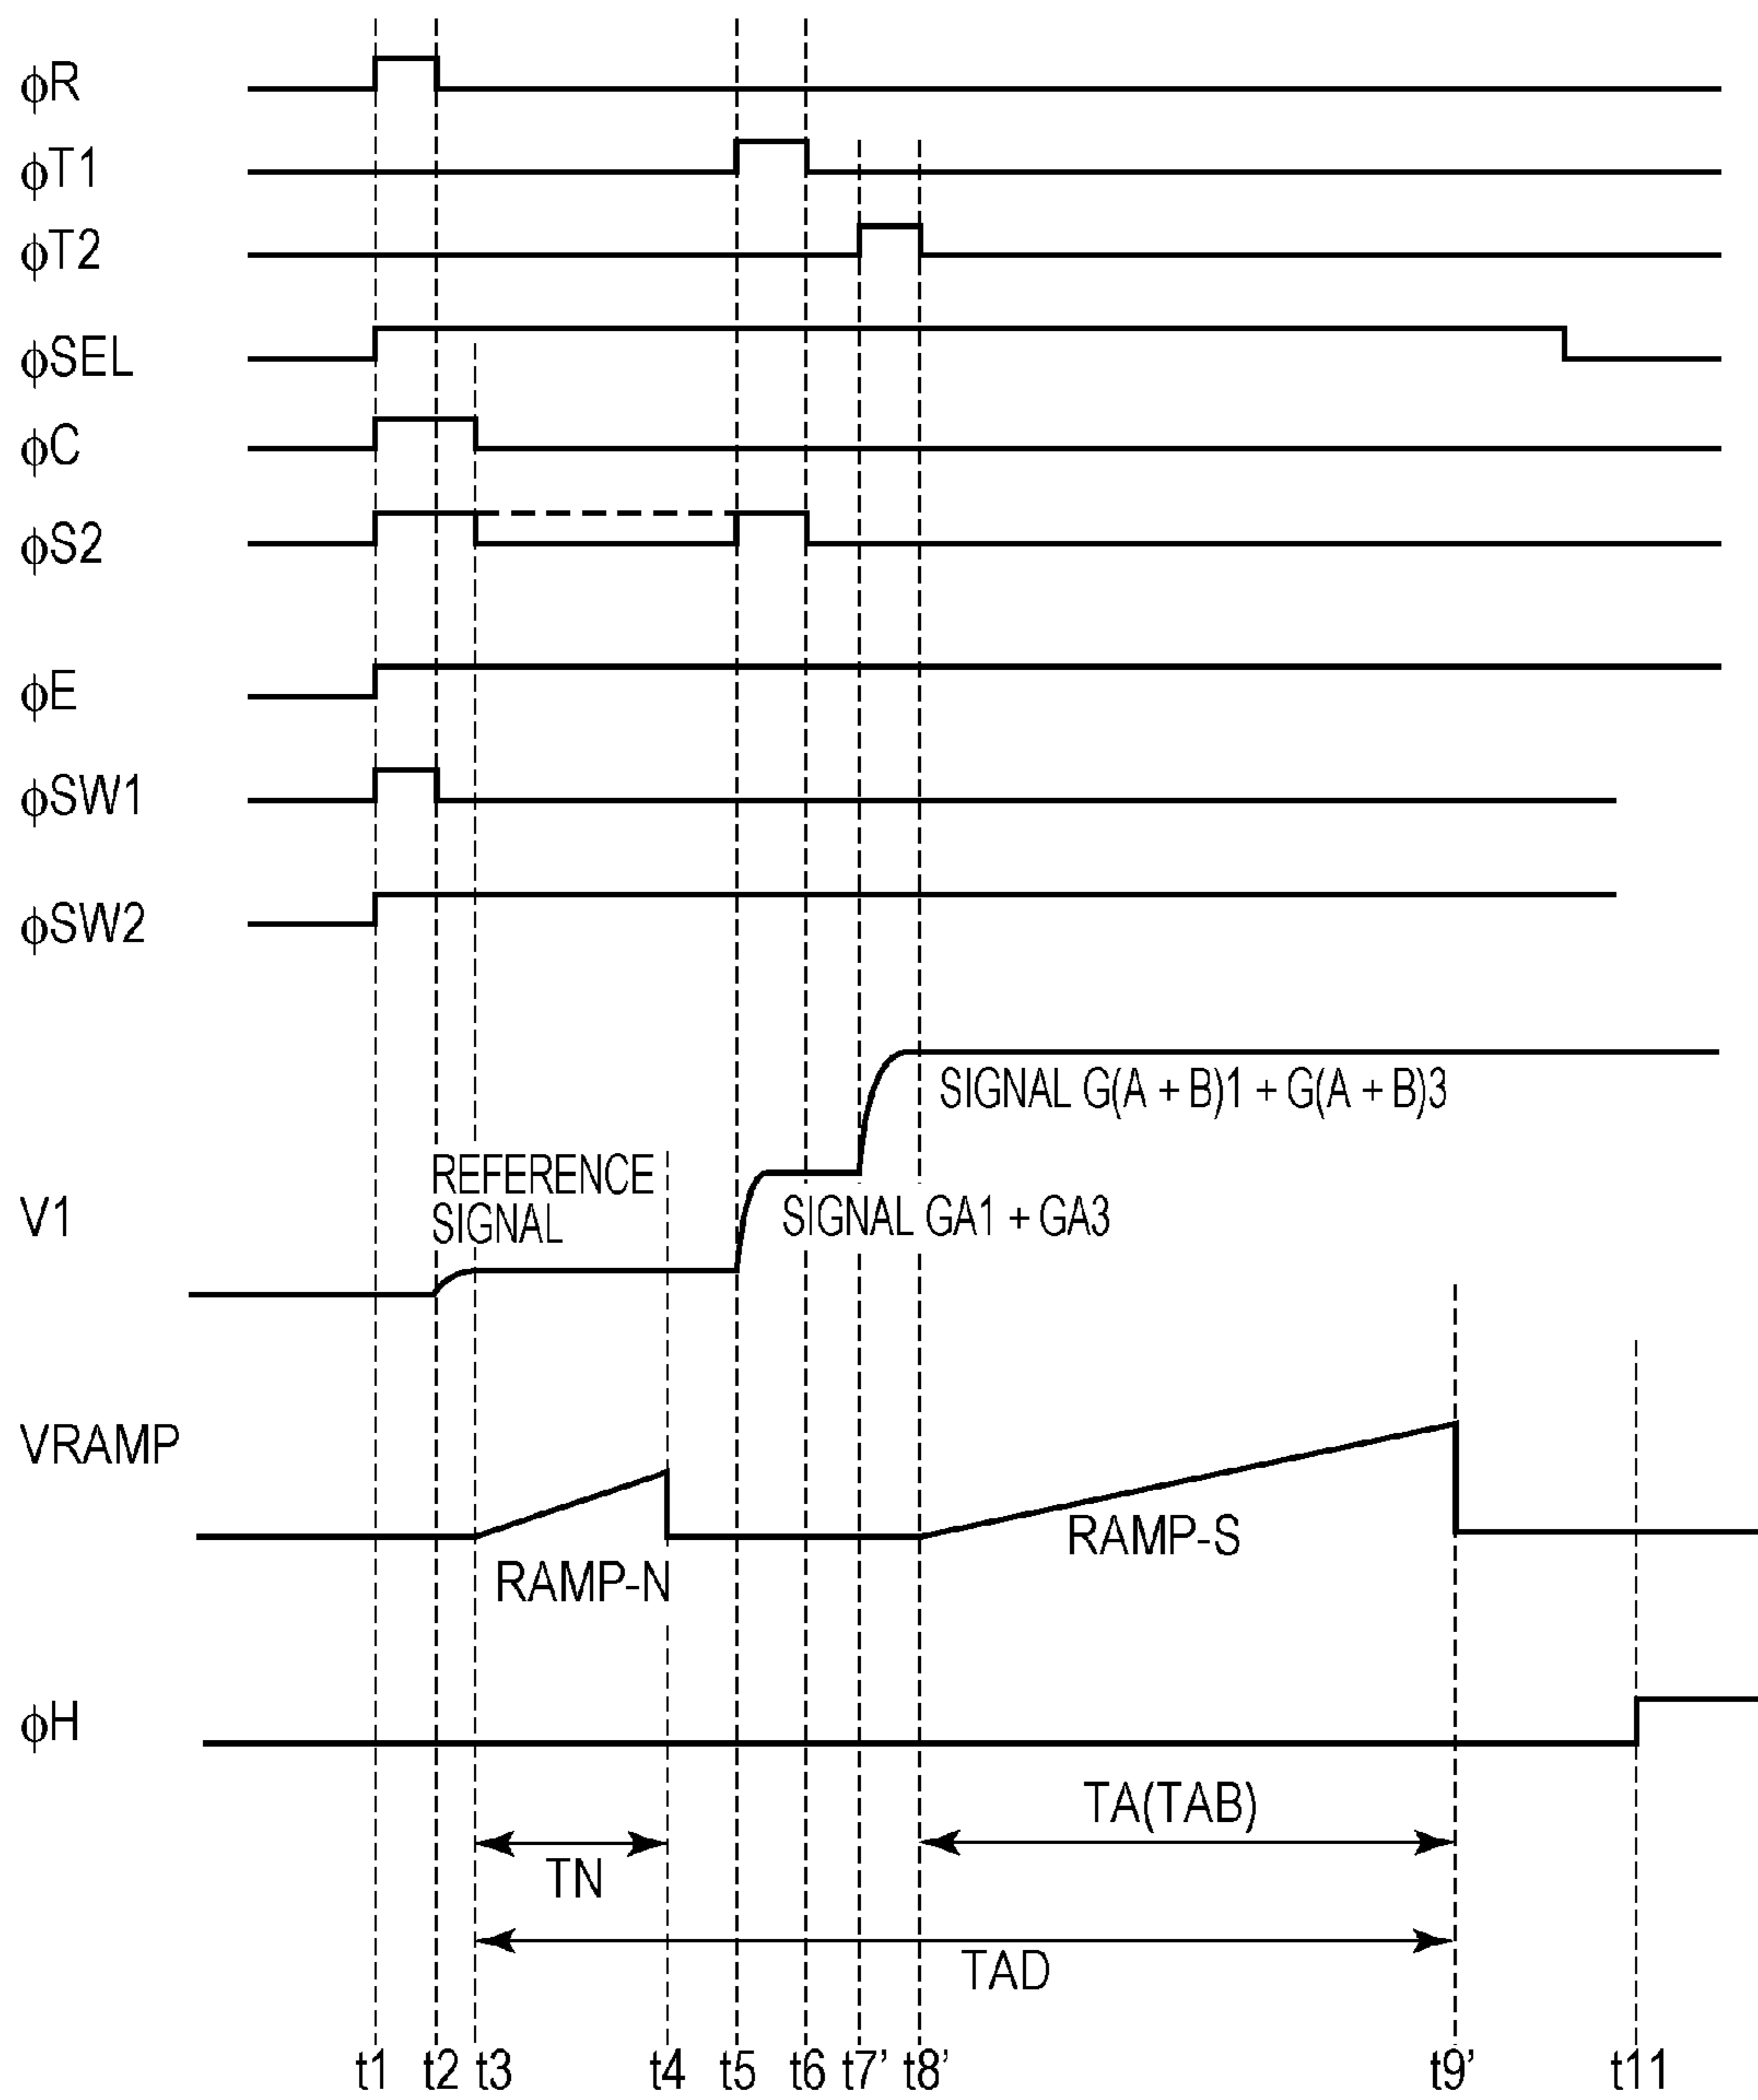 ϕR
ϕT1
ϕT2
ϕSEL
ϕC
ϕS2
ϕE
ϕSW1
ϕSW2
SIGNAL G(A + B)1 + G(A + B)3
REFERENCE
SIGNAL
SIGNAL GA1 + GA3
V1
VRAMP
RAMP-N
RAMP-S
ϕH
TA(TAB)
TN
TAD
t1 t2 t3 t4 t5 t6 t7' t8' t9' t11